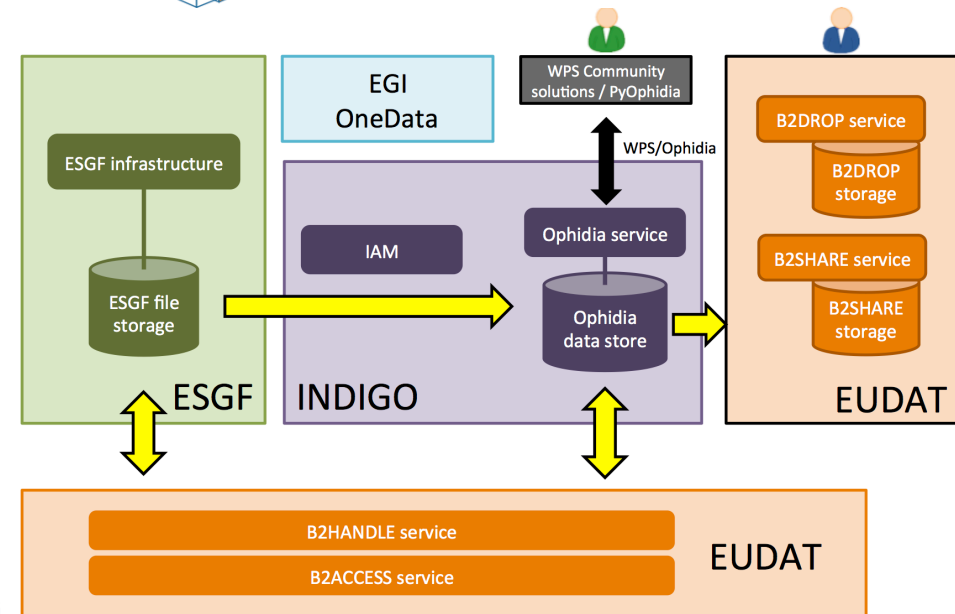 EGI
OneData
WPS Community
solutions / PyOphidia
WPS/Ophidia
ESGF infrastructure
ESGF file
storage
ESGF
IAM
Ophidia service
Ophidia
data store
INDIGO
B2DROP service
B2DROP
storage
B2SHARE service
B2SHARE
storage
EUDAT
B2HANDLE service
B2ACCESS service
EUDAT